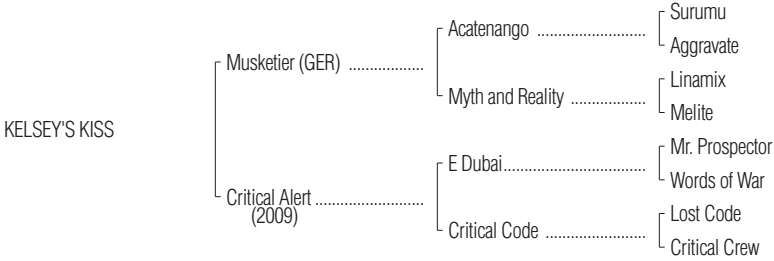 Surumu
Acatenango ..........................
Aggravate
Musketier (GER) ..................
Linamix
Myth and Reality ..................
Melite
KELSEY'S KISS
Mr. Prospector
E Dubai..................................
Words of War
Critical Alert ..........................
(2009)
Lost Code
Critical Code ........................
Critical Crew